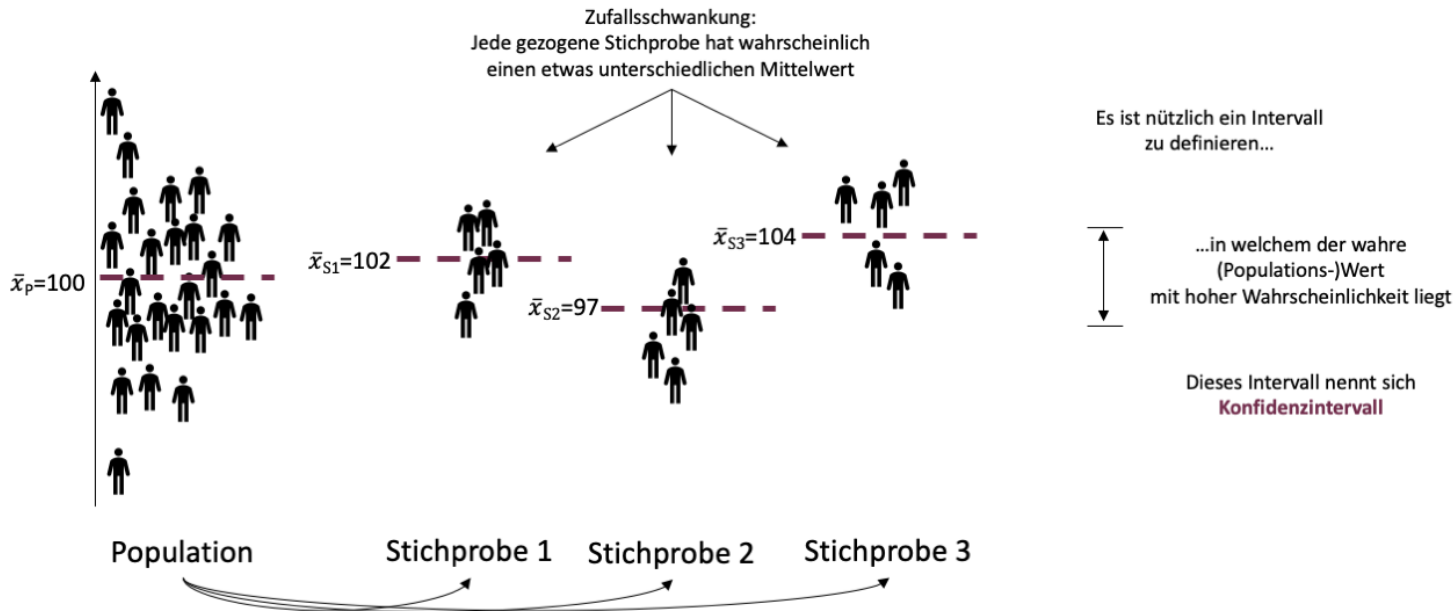 Zufallsschwankung:
Jede gezogene Stichprobe hat wahrscheinlich
einen etwas unterschiedlichen Mittelwert
Es ist nützlich ein Intervall
zu definieren...
x̄P=100
x̄S1=102
x̄S2=97
x̄S3=104
...in welchem der wahre
(Populations-)Wert
mit hoher Wahrscheinlichkeit liegt
Dieses Intervall nennt sich
Konfidenzintervall
Population
Stichprobe 1
Stichprobe 2
Stichprobe 3